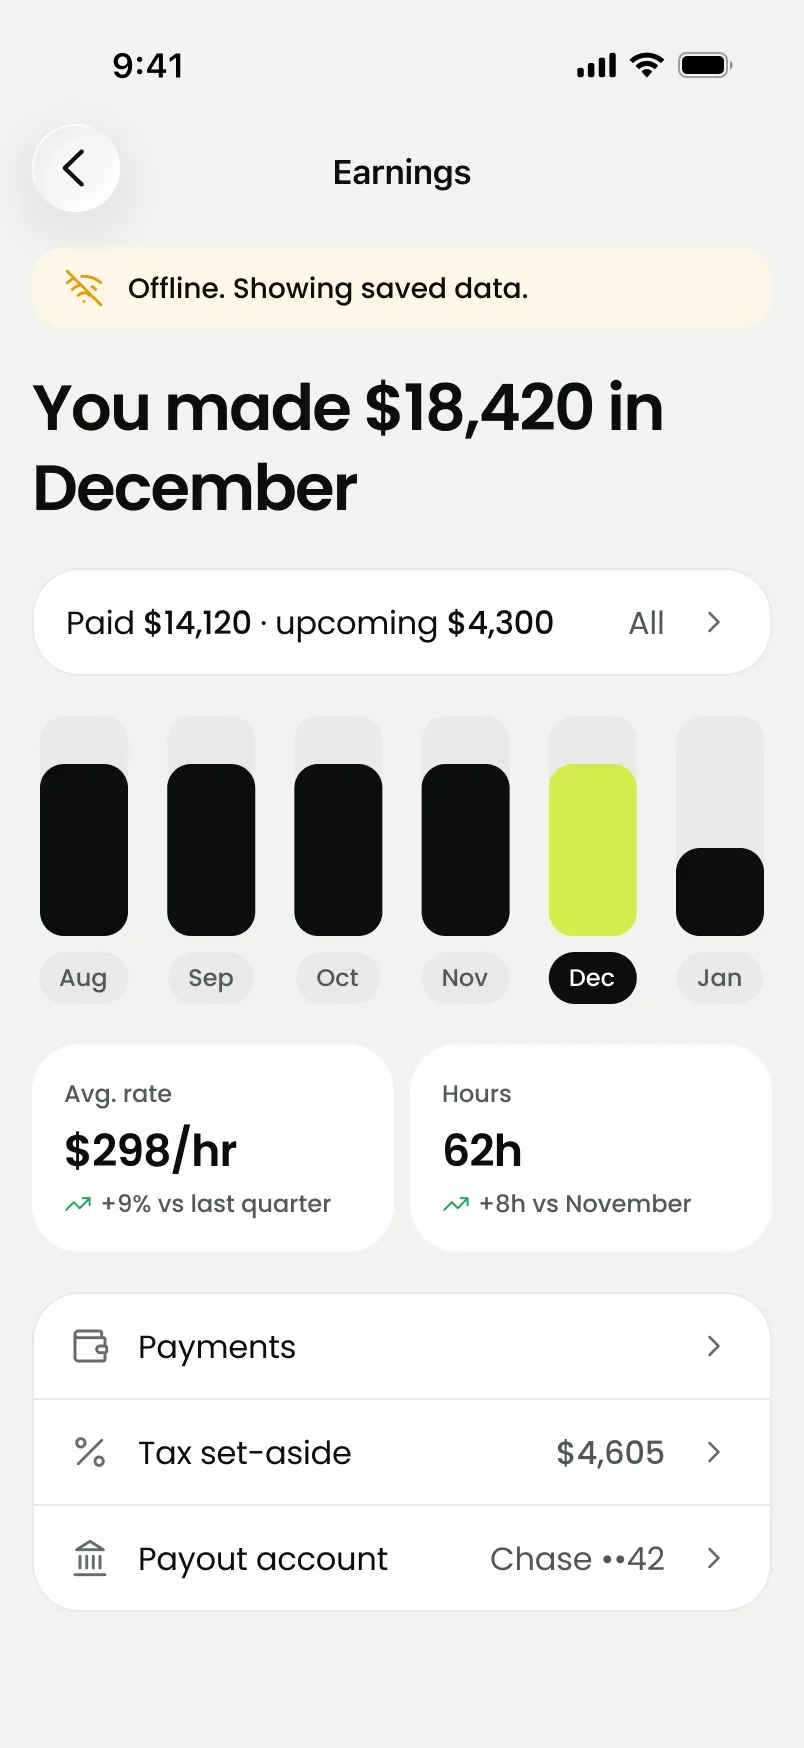 9:41
Earnings
Offline. Showing saved data.
You made $18,420 in
December
Paid $14,120 · upcoming $4,300 All
Aug Sep Oct Nov Dec Jan
Avg. rate
$298/hr
+9% vs last quarter
Hours
62h
+8h vs November
Payments
Tax set-aside $4,605
Payout account Chase ••42